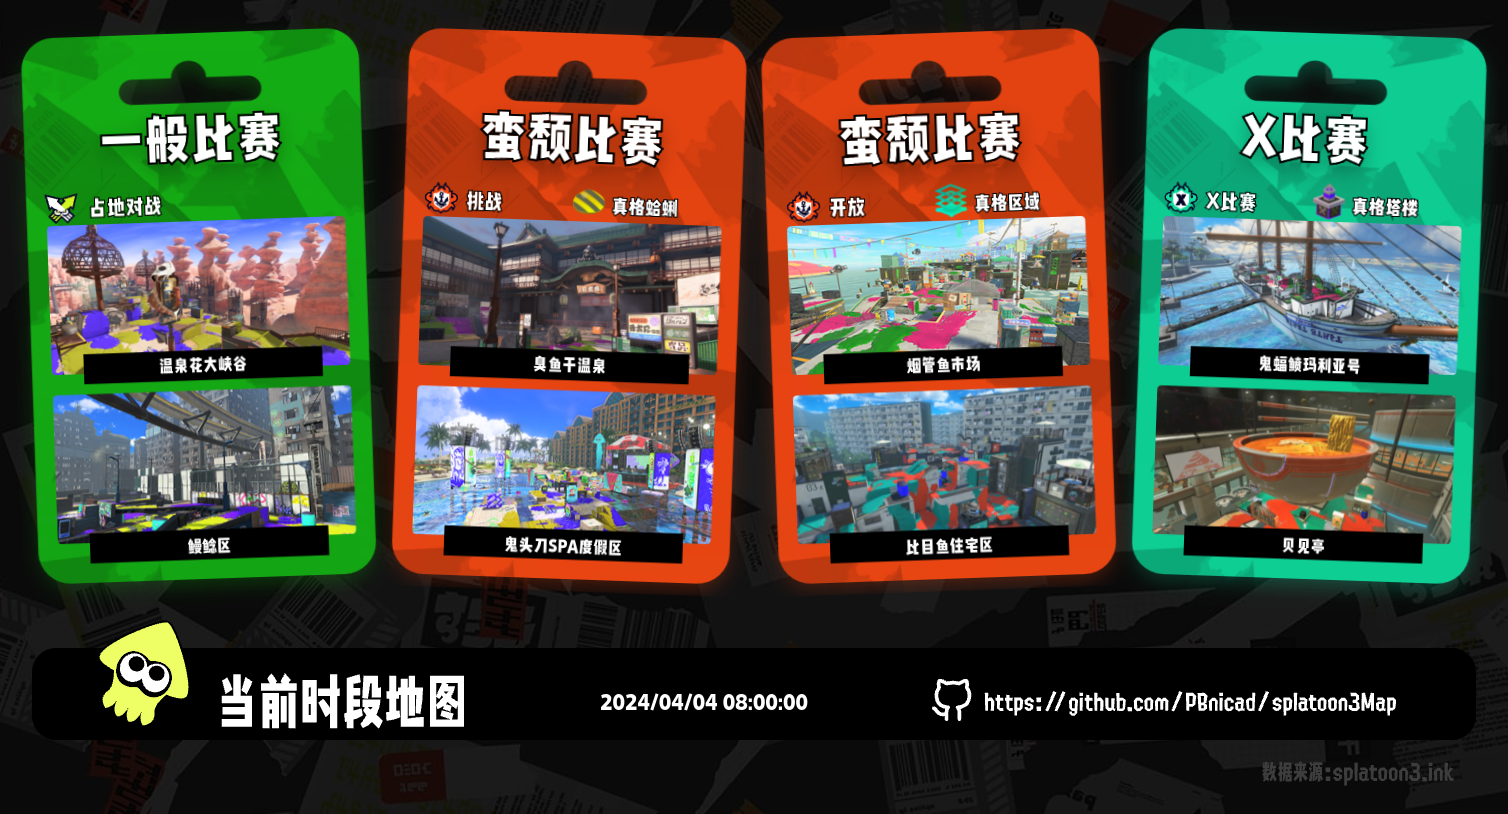 一般比赛
占地对战
温泉花大峡谷
鳗鲶区
蛮颓比赛
挑战
真格蛤蜊
臭鱼干温泉
鬼头刀SPA度假区
蛮颓比赛
开放
真格区域
烟管鱼市场
比目鱼住宅区
X比赛
X比赛
真格塔楼
鬼蝠鲼玛利亚号
贝见亭
当前时段地图
2024/04/04 08:00:00
https://github.com/PBnicad/splatoon3Map
数据来源:splatoon3.ink